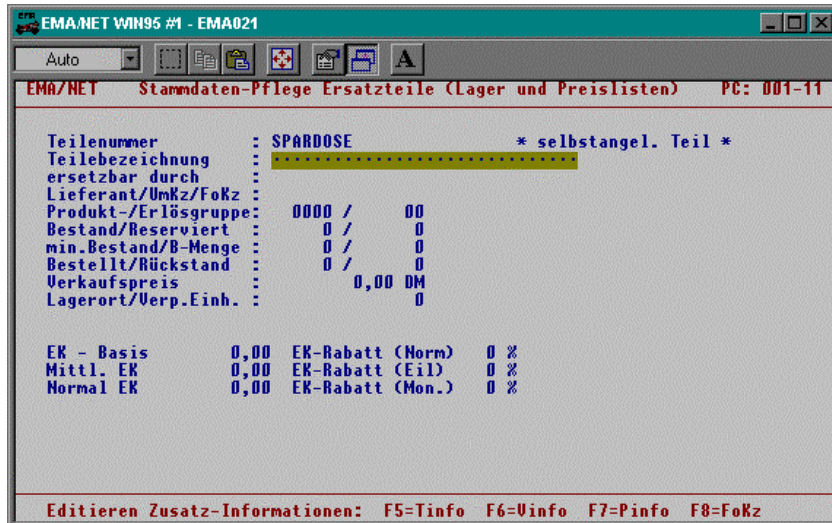 EMA/NET WIN95 #1 - EMA021
Auto
A
EMA/NET Stammdaten-Pflege Ersatzteile (Lager und Preislisten) PC: 001-11
Teilenummer : SPARDOSE * selbstangel. Teil *
Teilebezeichnung : ..................................
ersetzbar durch :
Lieferant/VmKz/FoKz :
Produkt-/Erlösgruppe: 0000 / 00
Bestand/Reserviert : 0 / 0
min.Bestand/B-Menge : 0 / 0
Bestellt/Rückstand : 0 / 0
Verkaufspreis : 0,00 DM
Lagerort/Verp.Einh. : 0
EK - Basis 0,00 EK-Rabatt (Norm) 0 %
Mittl. EK 0,00 EK-Rabatt (Eil) 0 %
Normal EK 0,00 EK-Rabatt (Mon.) 0 %
Editieren Zusatz-Informationen: F5=Tinfo F6=Vinfo F7=Pinfo F8=FoKz